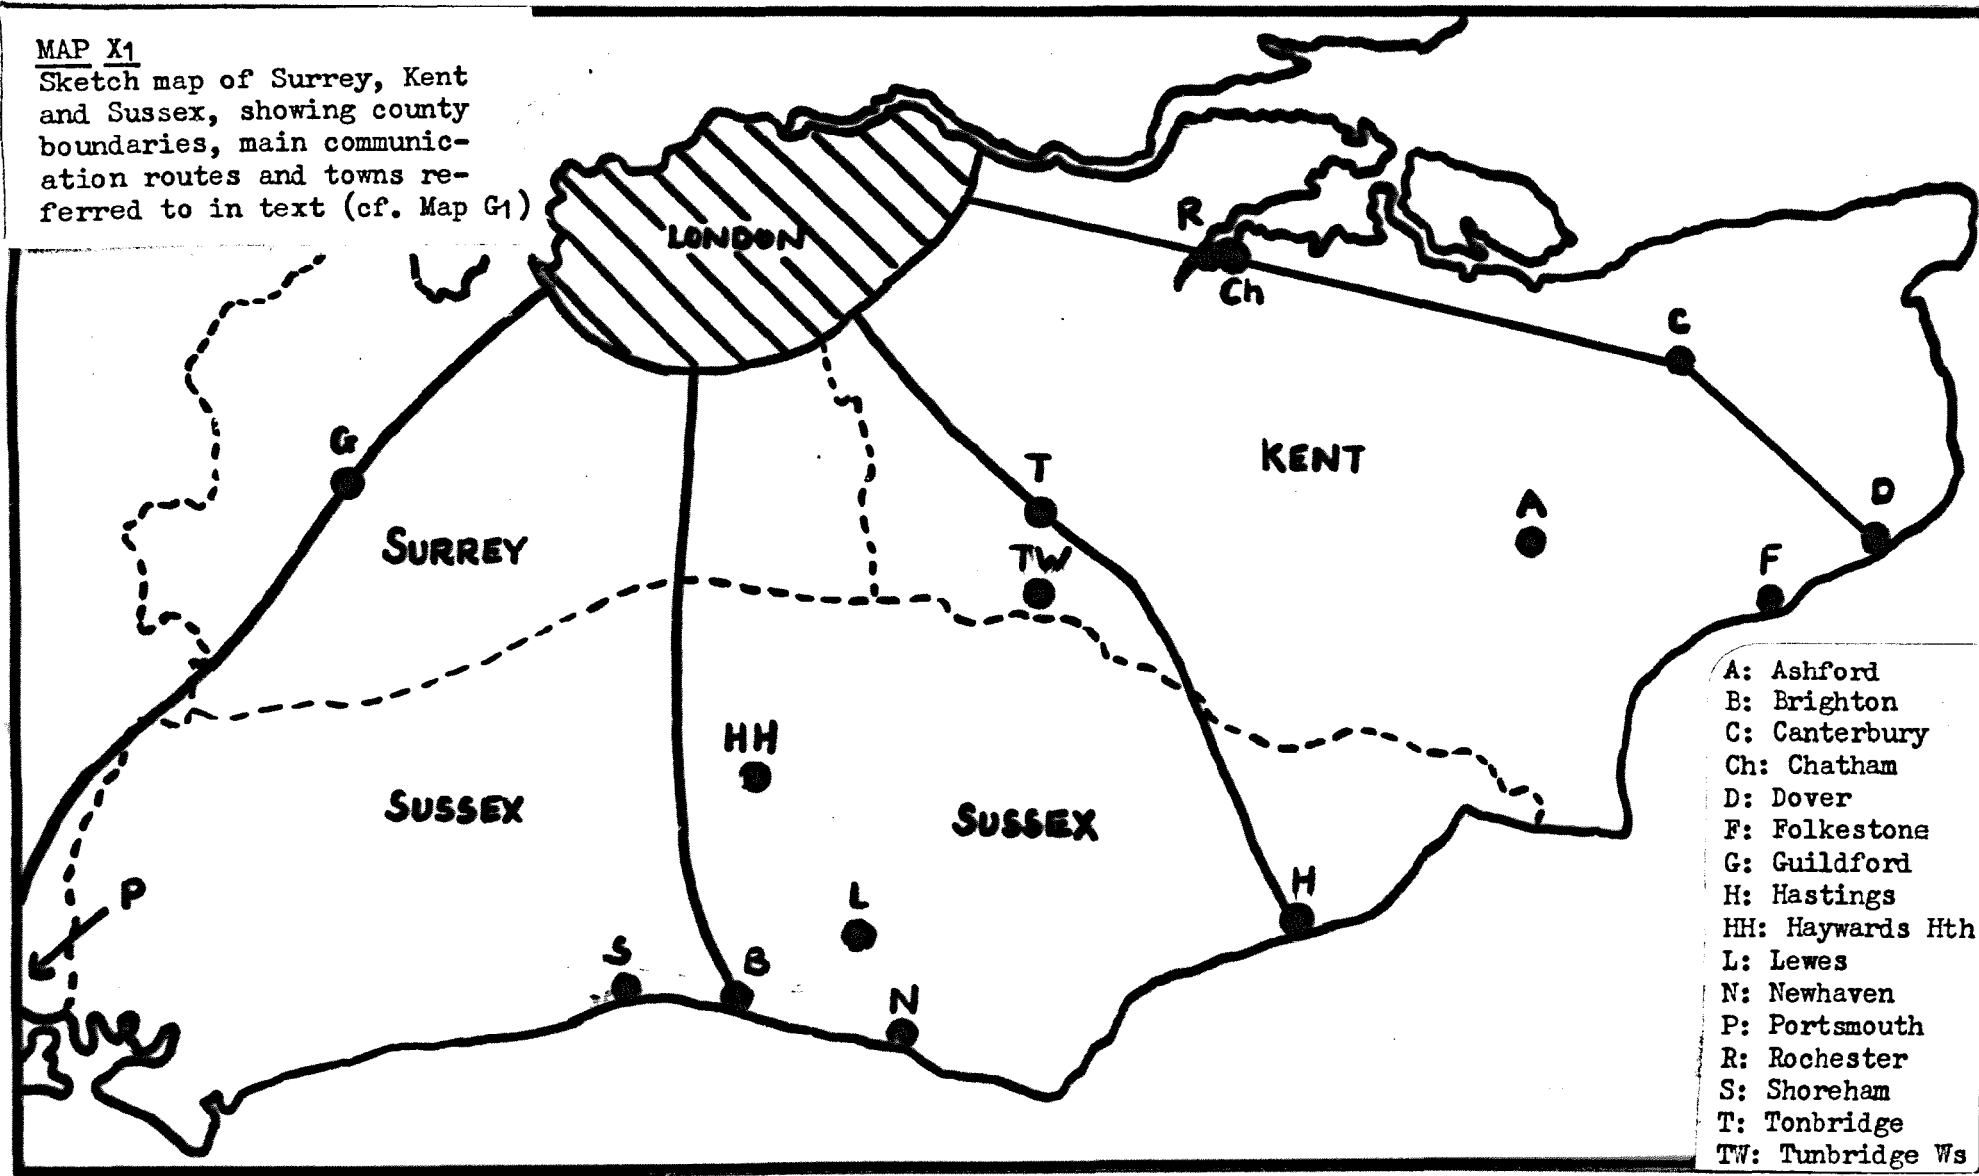 MAP X1
Sketch map of Surrey, Kent
and Sussex, showing county
boundaries, main communic-
ation routes and towns re-
ferred to in text (cf. Map G1)
LONDON
R
Ch
C
G
T
KENT
A
D
SURREY
TW
F
HH
SUSSEX
SUSSEX
P
L
H
S
B
N
A: Ashford
B: Brighton
C: Canterbury
Ch: Chatham
D: Dover
F: Folkestone
G: Guildford
H: Hastings
HH: Haywards Hth
L: Lewes
N: Newhaven
P: Portsmouth
R: Rochester
S: Shoreham
T: Tonbridge
TW: Tunbridge Ws